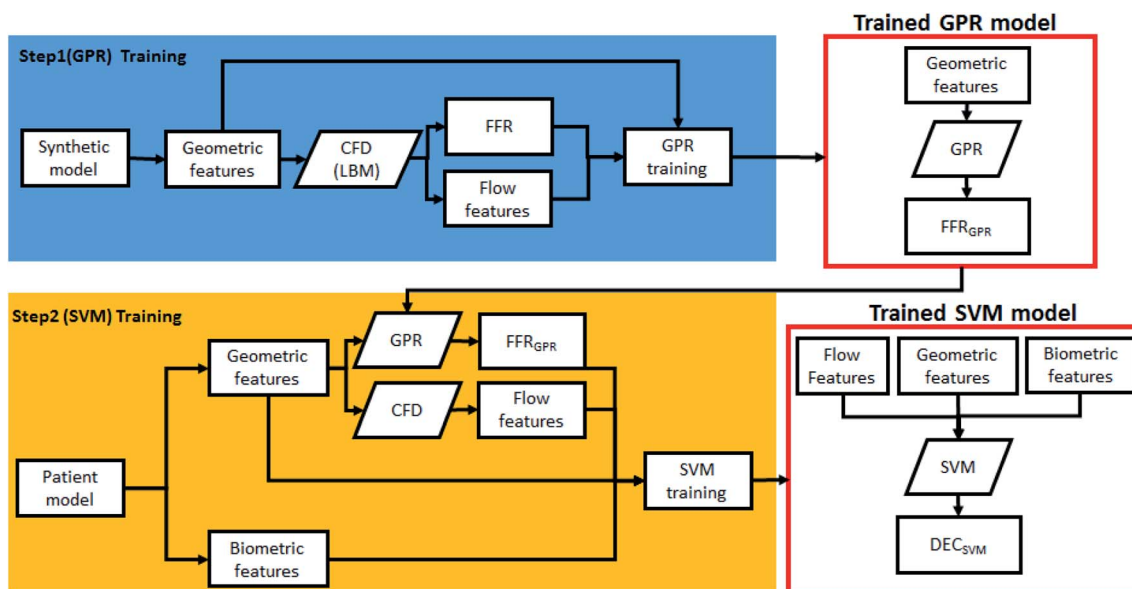 Trained GPR model
Step1(GPR) Training
Synthetic
model
Geometric
features
CFD
(LBM)
FFR
Flow
features
GPR
training
Geometric
features
GPR
FFRGPR
Step2 (SVM) Training
Patient
model
Geometric
features
Biometric
features
GPR
CFD
FFRGPR
Flow
features
SVM
training
Trained SVM model
Flow
Features
Geometric
features
Biometric
features
SVM
DECSVM